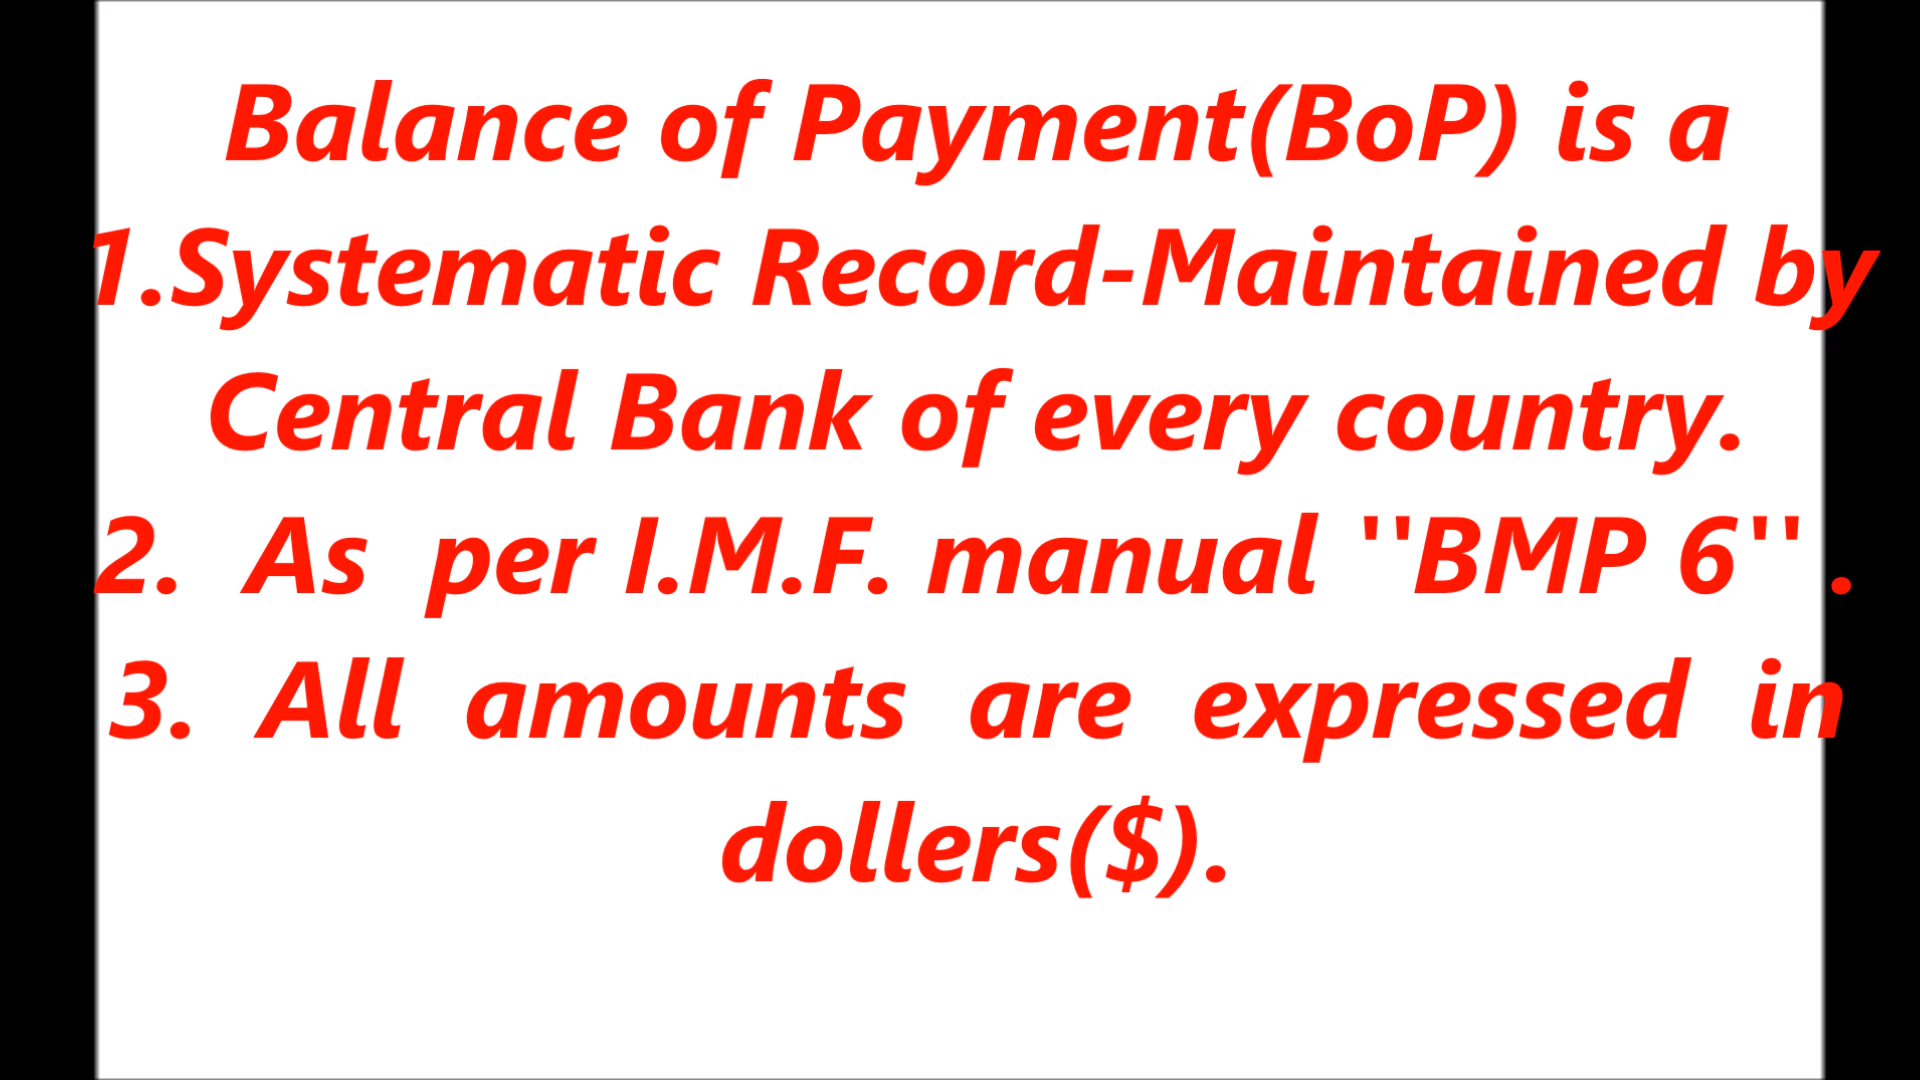 Balance of Payment(BoP) is a
1.Systematic Record-Maintained by
Central Bank of every country.
2. As per I.M.F. manual ''BMP 6'' .
3. All amounts are expressed in
dollers($).